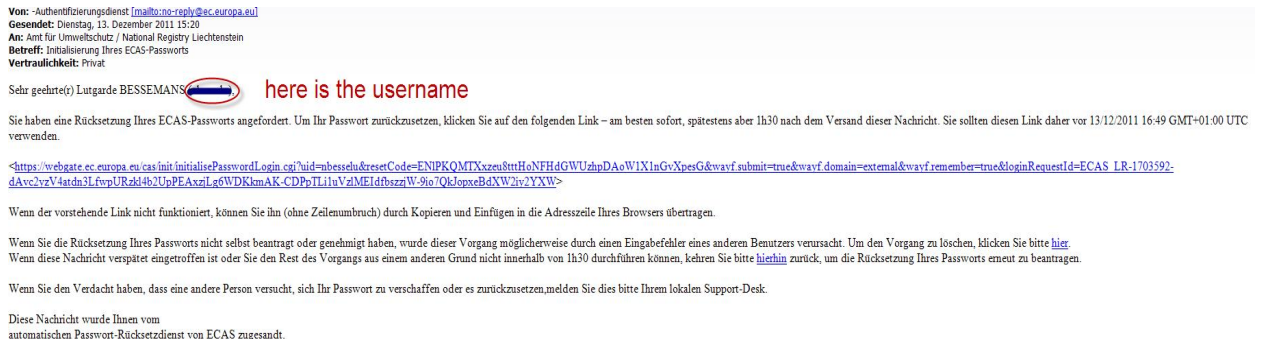 Von: -Authentifizierungsdienst [mailto:no-reply@ec.europa.eu]
Gesendet: Dienstag, 13. Dezember 2011 15:20
An: Amt für Umweltschutz / National Registry Liechtenstein
Betreff: Initialisierung Ihres ECAS-Passworts
Vertraulichkeit: Privat
Sehr geehrte(r) Lutgarde BESSEMANS here is the username
Sie haben eine Rücksetzung Ihres ECAS-Passworts angefordert. Um Ihr Passwort zurückzusetzen, klicken Sie auf den folgenden Link – am besten sofort, spätestens aber 1h30 nach dem Versand dieser Nachricht. Sie sollten diesen Link daher vor 13/12/2011 16:49 GMT+01:00 UTC
verwenden.
<https://webgate.ec.europa.eu/cas/init/initialisePasswordLogin.cgi?uid=nbesselu&resetCode=ENlPKQMTXxzeu8tttHoNFHdGWUzhpDAoW1X1nGvXpesG&wayf.submit=true&wayf.domain=external&wayf.remember=true&loginRequestId=ECAS_LR-1703592-
dAvc2vzV4atdn3LfwpURzkl4b2UpPEAxzjLg6WDKkmAK-CDPpTLi1uVzlMEIdfbszzjW-9io7QkJopxeBdXW2iv2YXW>
Wenn der vorstehende Link nicht funktioniert, können Sie ihn (ohne Zeilenumbruch) durch Kopieren und Einfügen in die Adresszeile Ihres Browsers übertragen.
Wenn Sie die Rücksetzung Ihres Passworts nicht selbst beantragt oder genehmigt haben, wurde dieser Vorgang möglicherweise durch einen Eingabefehler eines anderen Benutzers verursacht. Um den Vorgang zu löschen, klicken Sie bitte hier.
Wenn diese Nachricht verspätet eingetroffen ist oder Sie den Rest des Vorgangs aus einem anderen Grund nicht innerhalb von 1h30 durchführen können, kehren Sie bitte hierhin zurück, um die Rücksetzung Ihres Passworts erneut zu beantragen.
Wenn Sie den Verdacht haben, dass eine andere Person versucht, sich Ihr Passwort zu verschaffen oder es zurückzusetzen,melden Sie dies bitte Ihrem lokalen Support-Desk.
Diese Nachricht wurde Ihnen vom
automatischen Passwort-Rücksetzdienst von ECAS zugesandt.